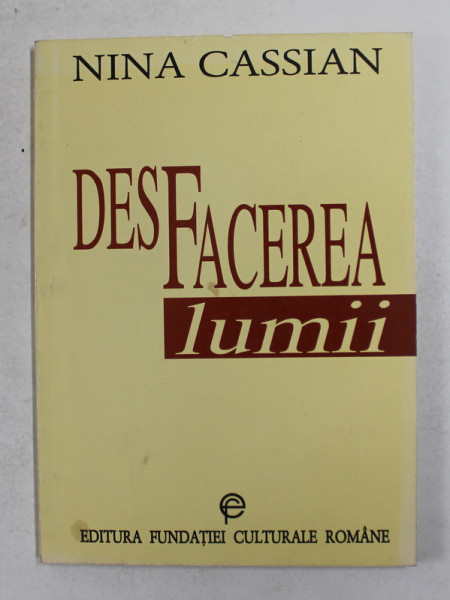 NINA CASSIAN
DESFACEREA
lumii
EDITURA FUNDAȚIEI CULTURALE ROMÂNE